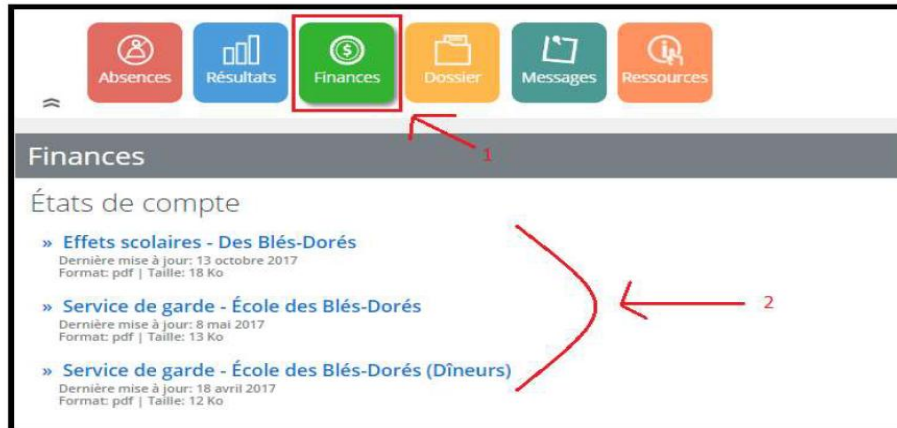 Absences Résultats Finances Dossier Messages Ressources
1
Finances
États de compte
» Effets scolaires - Des Blés-Dorés
Dernière mise à jour: 13 octobre 2017
Format: pdf | Taille: 18 Ko
» Service de garde - École des Blés-Dorés
Dernière mise à jour: 8 mai 2017
Format: pdf | Taille: 13 Ko
2
» Service de garde - École des Blés-Dorés (Dîneurs)
Dernière mise à jour: 18 avril 2017
Format: pdf | Taille: 12 Ko